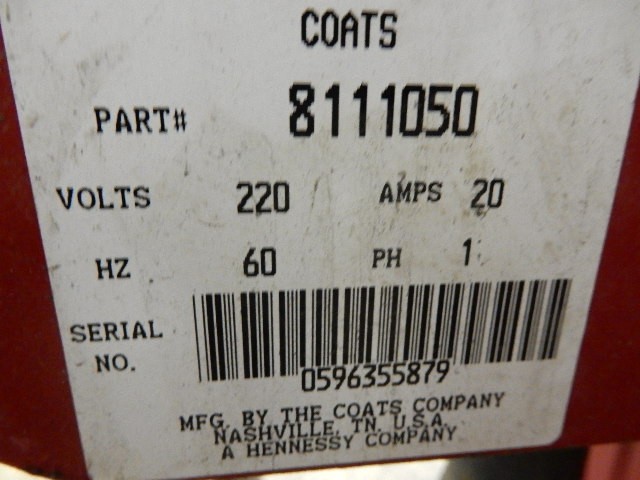 COATS
PART# 8111050
VOLTS 220 AMPS 20
HZ 60 PH 1
SERIAL
NO.
0596355879
MFG. BY THE COATS COMPANY
NASHVILLE, TN. U.S.A.
A HENNESSY COMPANY